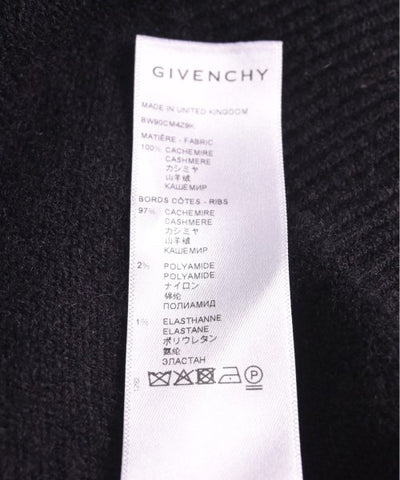 GIVENCHY
MADE IN UNITED KINGDOM
BW90CM4Z9K
MATIÈRE - FABRIC
100% CACHEMIRE
CASHMERE
カシミヤ
山羊绒
КАШЕМИР
BORDS CÔTES - RIBS
97% CACHEMIRE
CASHMERE
カシミヤ
山羊绒
КАШЕМИР
2% POLYAMIDE
POLYAMIDE
ナイロン
锦纶
ПОЛИАМИД
1% ELASTHANNE
ELASTANE
ポリウレタン
氨纶
ЭЛАСТАН
P